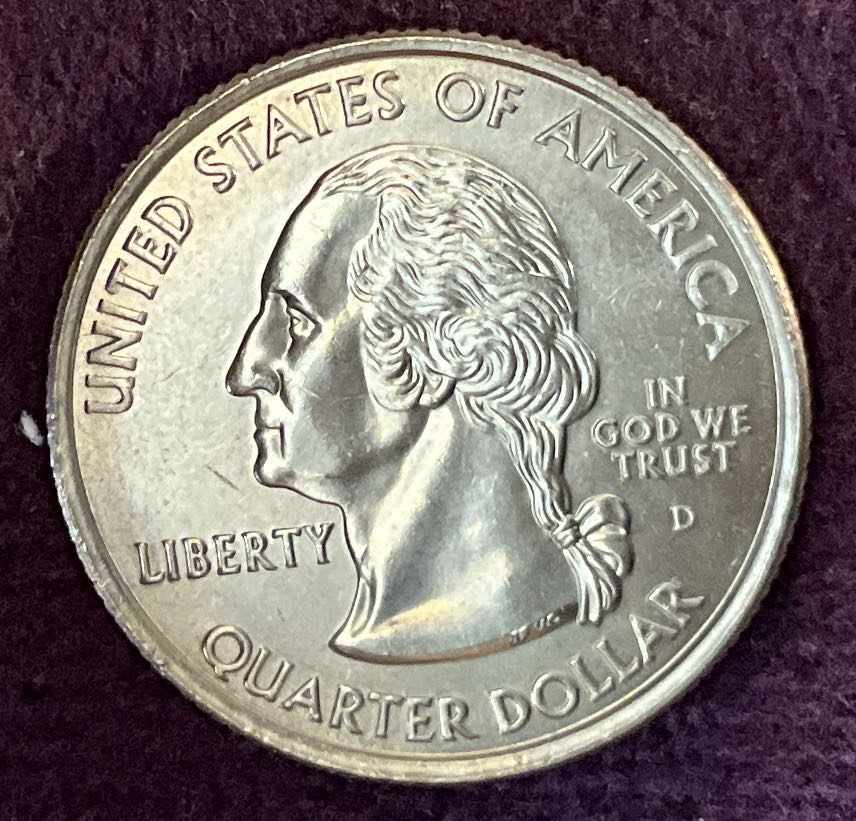 UNITED STATES OF AMERICA
LIBERTY
IN
GOD WE
TRUST
D
QUARTER DOLLAR